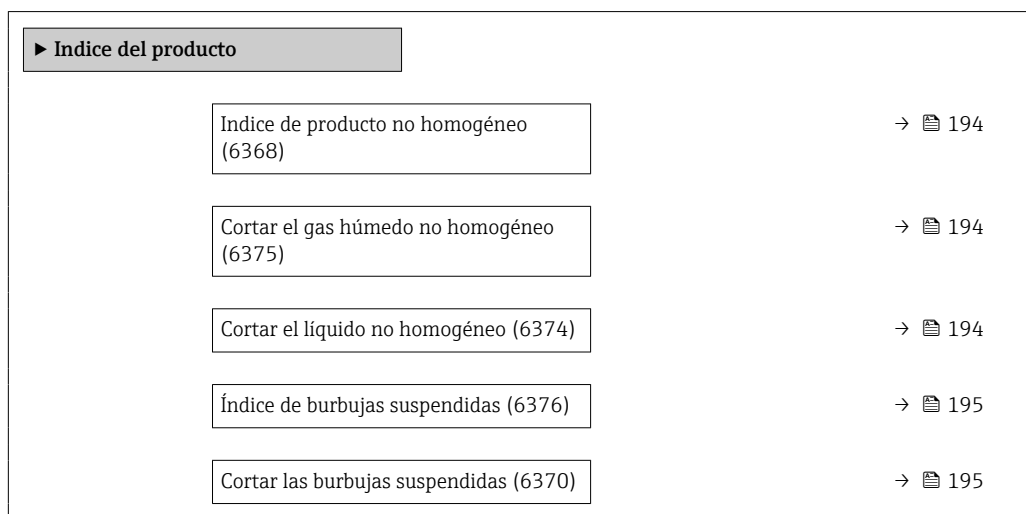 ▶ Indice del producto
Indice de producto no homogéneo
(6368)
→ 194
Cortar el gas húmedo no homogéneo
(6375)
→ 194
Cortar el líquido no homogéneo (6374)
→ 194
Índice de burbujas suspendidas (6376)
→ 195
Cortar las burbujas suspendidas (6370)
→ 195